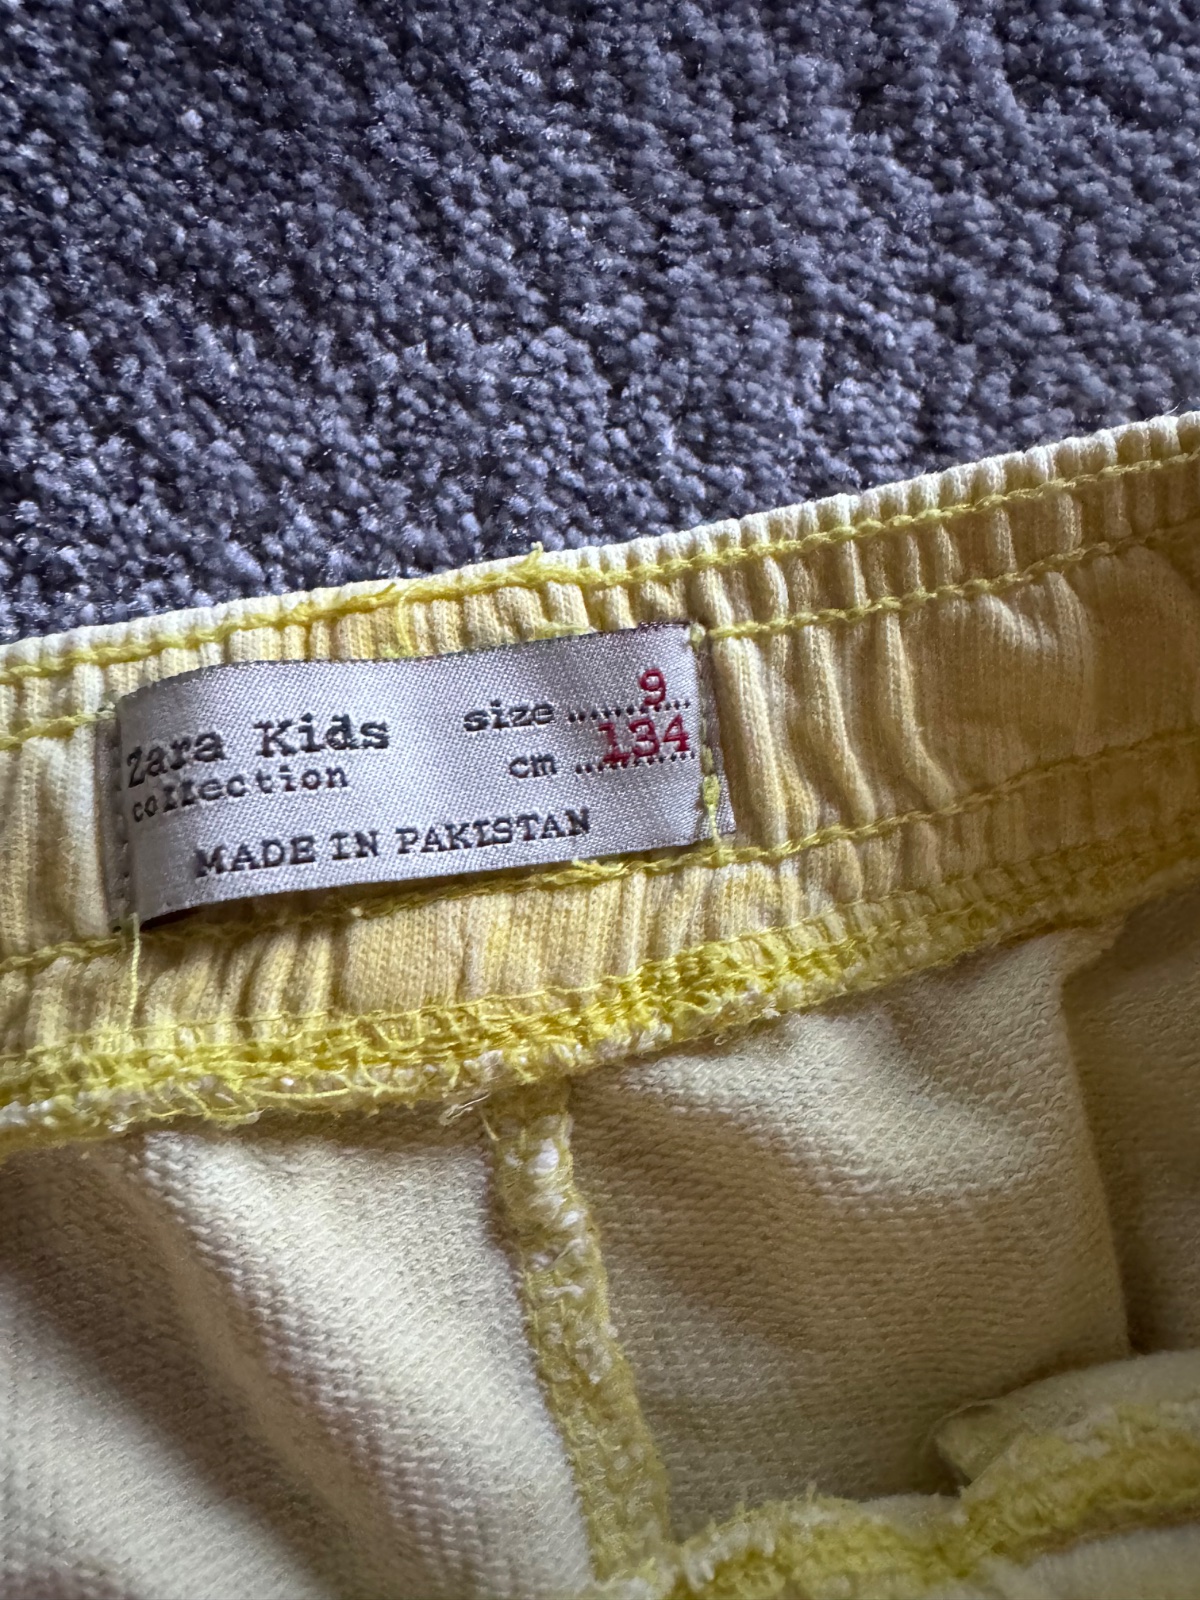 Zara Kids
collection
size ........ 9
cm ........ 134
MADE IN PAKISTAN